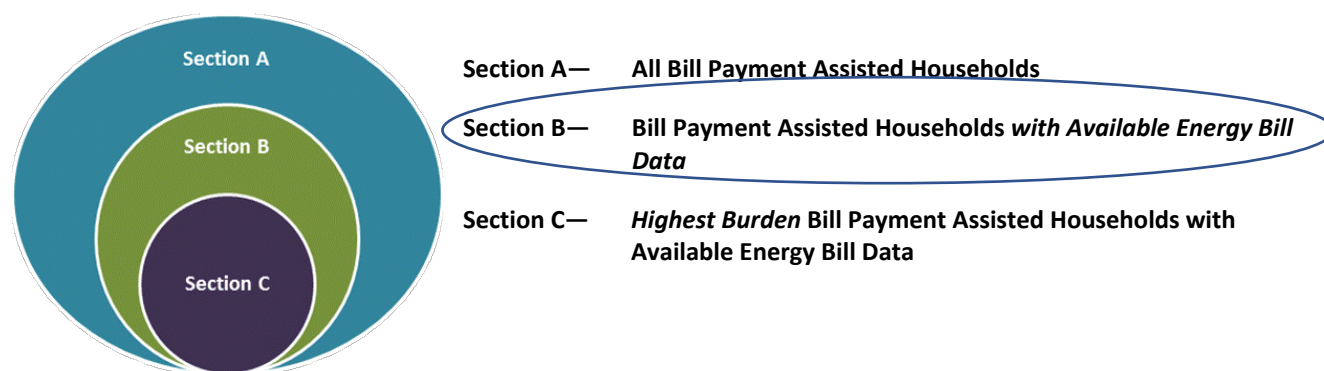 Section A
Section B
Section C
Section A— All Bill Payment Assisted Households
Section B— Bill Payment Assisted Households with Available Energy Bill
Data
Section C— Highest Burden Bill Payment Assisted Households with
Available Energy Bill Data